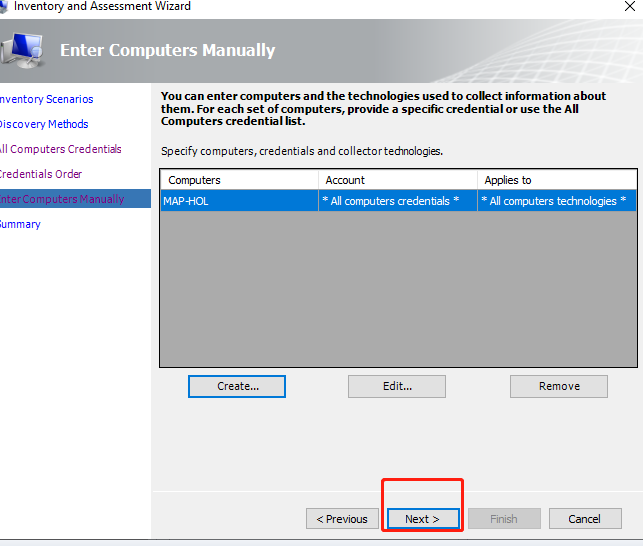 Inventory and Assessment Wizard
Enter Computers Manually
nventory Scenarios
Discovery Methods
All Computers Credentials
Credentials Order
Enter Computers Manually
Summary
You can enter computers and the technologies used to collect information about
them. For each set of computers, provide a specific credential or use the All
Computers credential list.
Specify computers, credentials and collector technologies.
Computers Account Applies to
MAP-HOL * All computers credentials * * All computers technologies *
Create... Edit... Remove
< Previous Next > Finish Cancel